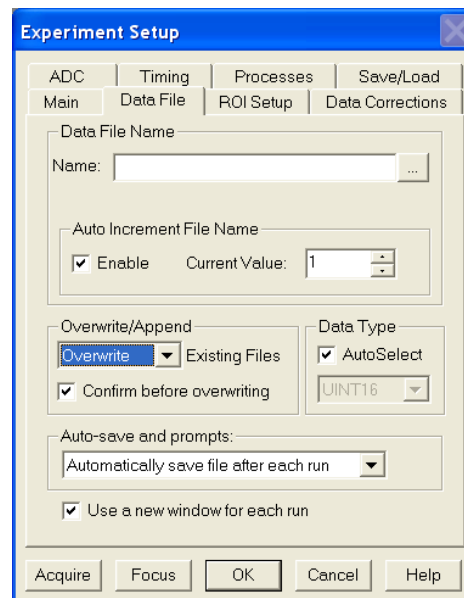 Experiment Setup
ADC Timing Processes Save/Load
Main Data File ROI Setup Data Corrections
Data File Name
Name: ...
Auto Increment File Name
Enable Current Value: 1
Overwrite/Append Data Type
Overwrite Existing Files AutoSelect
Confirm before overwriting UINT16
Auto-save and prompts:
Automatically save file after each run
Use a new window for each run
Acquire Focus OK Cancel Help